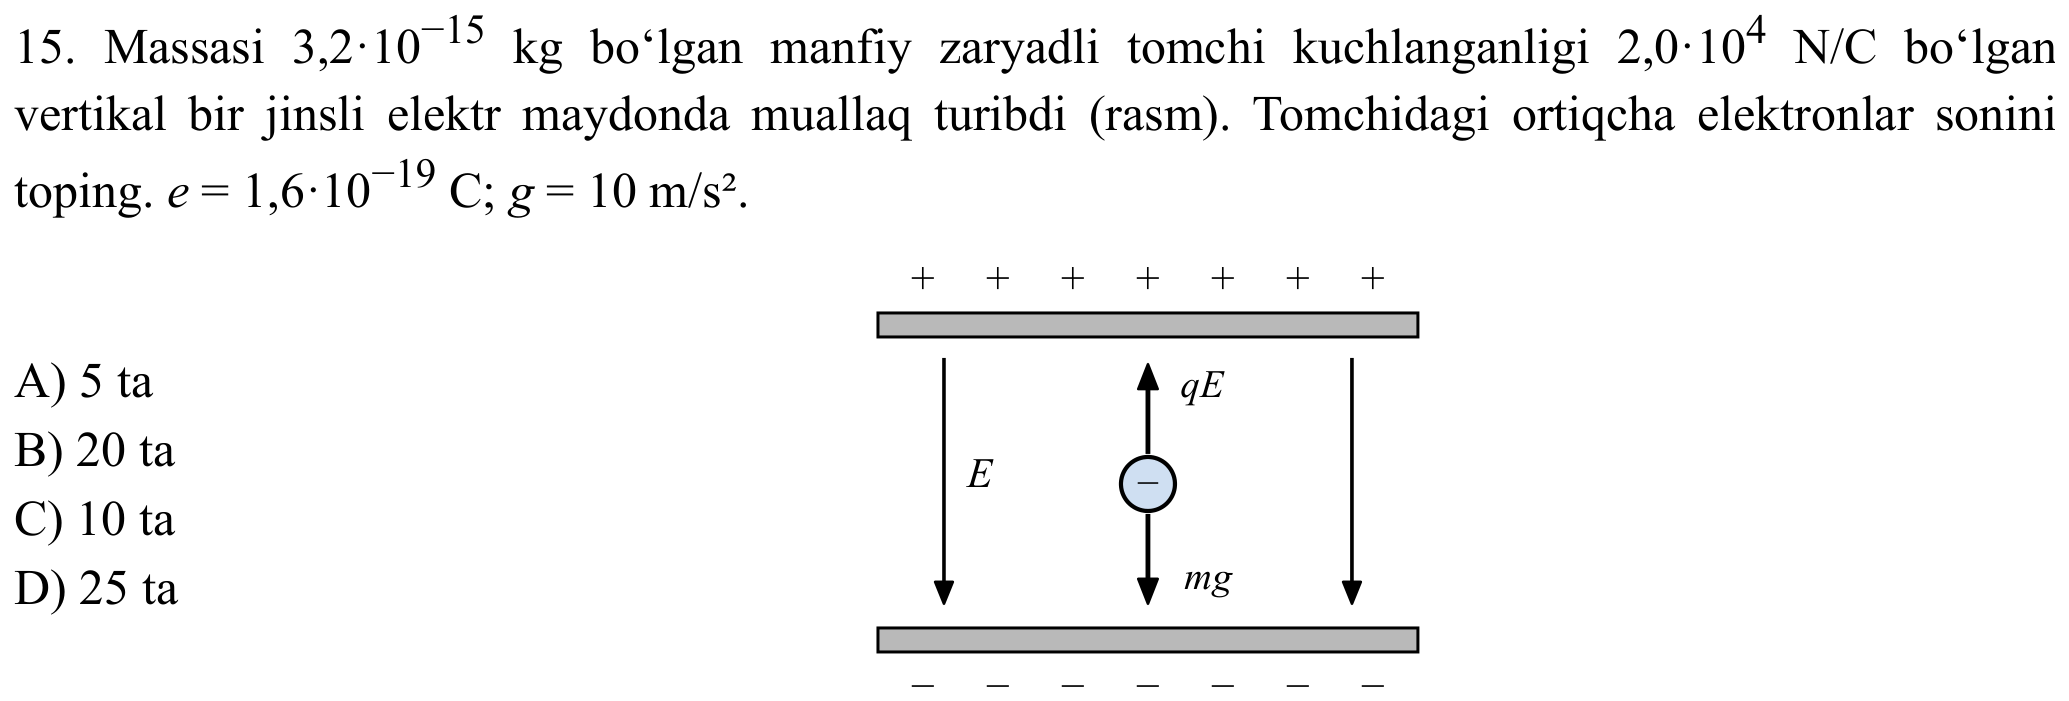 15. Massasi 3,2·10⁻¹⁵ kg bo‘lgan manfiy zaryadli tomchi kuchlanganligi 2,0·10⁴ N/C bo‘lgan
vertikal bir jinsli elektr maydonda muallaq turibdi (rasm). Tomchidagi ortiqcha elektronlar sonini
toping. e = 1,6·10⁻¹⁹ C; g = 10 m/s².
+ + + + + + +
A) 5 ta
qE
B) 20 ta
E
−
C) 10 ta
mg
D) 25 ta
− − − − − − −